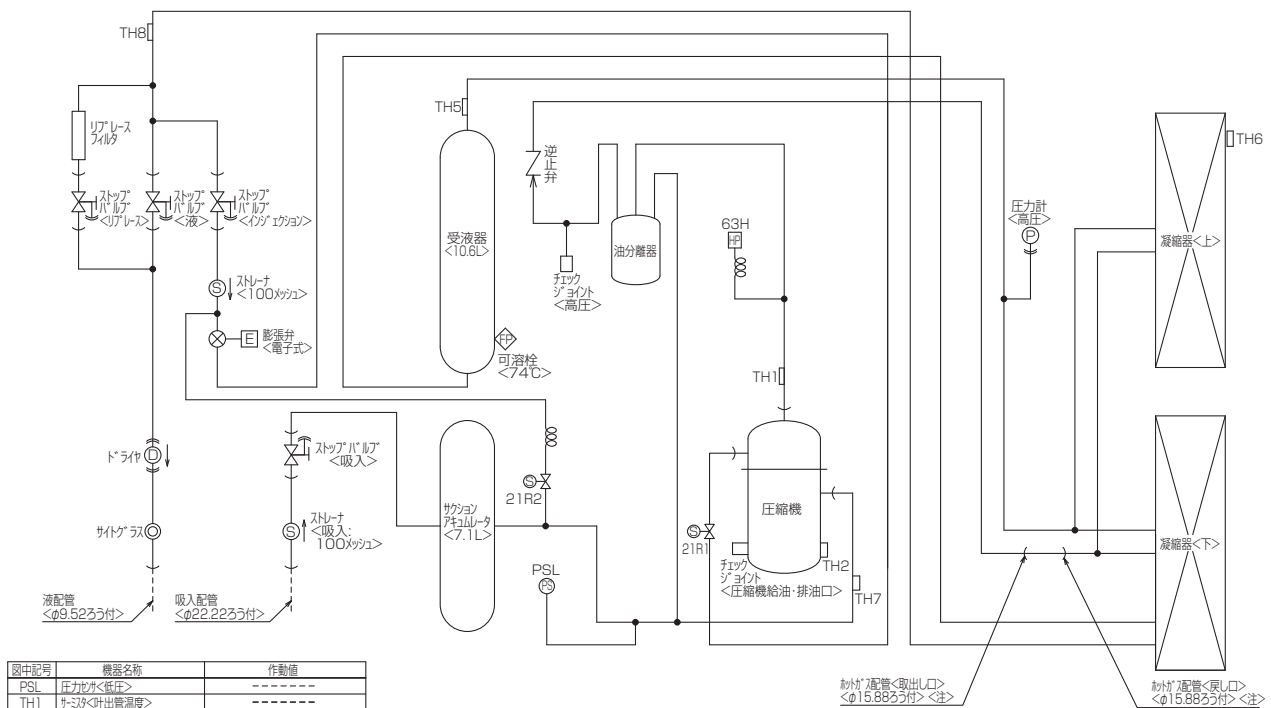 TH8
リプレース
フィルタ
ストップ
バルブ
<リプレース>
ストップ
バルブ
<液>
ストップ
バルブ
<インジェクション>
ストレーナ
<100メッシュ>
S
E
膨張弁
<電子式>
ドライヤ
D
サイトグラス
液配管
<φ9.52ろう付>
ストップバルブ
<吸入>
S
ストレーナ
<吸入:
100メッシュ>
吸入配管
<φ22.22ろう付>
TH5
受液器
<10.6L>
FP
可溶栓
<74℃>
サクション
アキュムレータ
<7.1L>
S
21R2
PSL
PS
逆止弁
チェック
ジョイント
<高圧>
油分離器
63H
HP
TH1
圧縮機
S
21R1
チェック
ジョイント
<圧縮機給油・排油口>
TH2
TH7
圧力計
<高圧>
P
TH6
凝縮器<上>
凝縮器<下>
ホットガス配管<取出し口>
<φ15.88ろう付> <注>
ホットガス配管<戻し口>
<φ15.88ろう付> <注>
図中記号 機器名称 作動値
PSL 圧力センサ<低圧> -------
TH1 サーミスタ<吐出管温度> -------